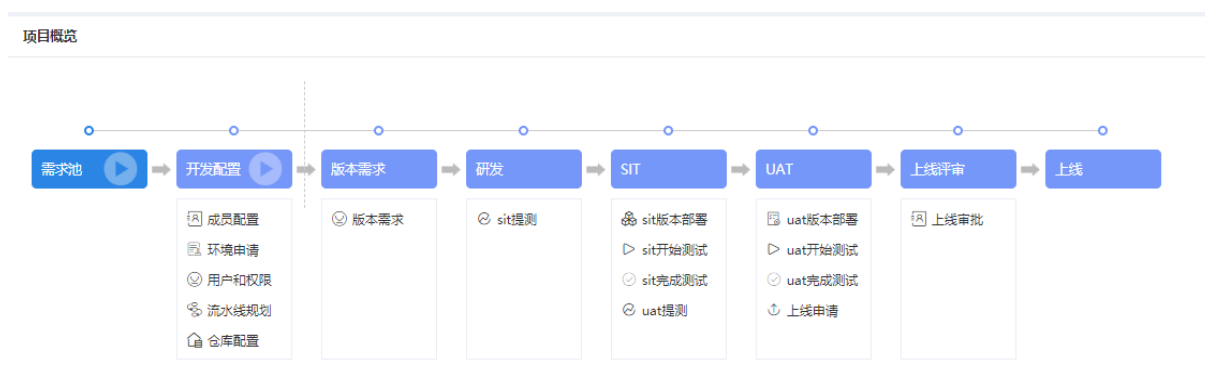 项目概览
需求池
开发配置
版本需求
研发
SIT
UAT
上线评审
上线
成员配置
环境申请
用户和权限
流水线规划
仓库配置
版本需求
sit提测
sit版本部署
sit开始测试
sit完成测试
uat提测
uat版本部署
uat开始测试
uat完成测试
上线申请
上线审批